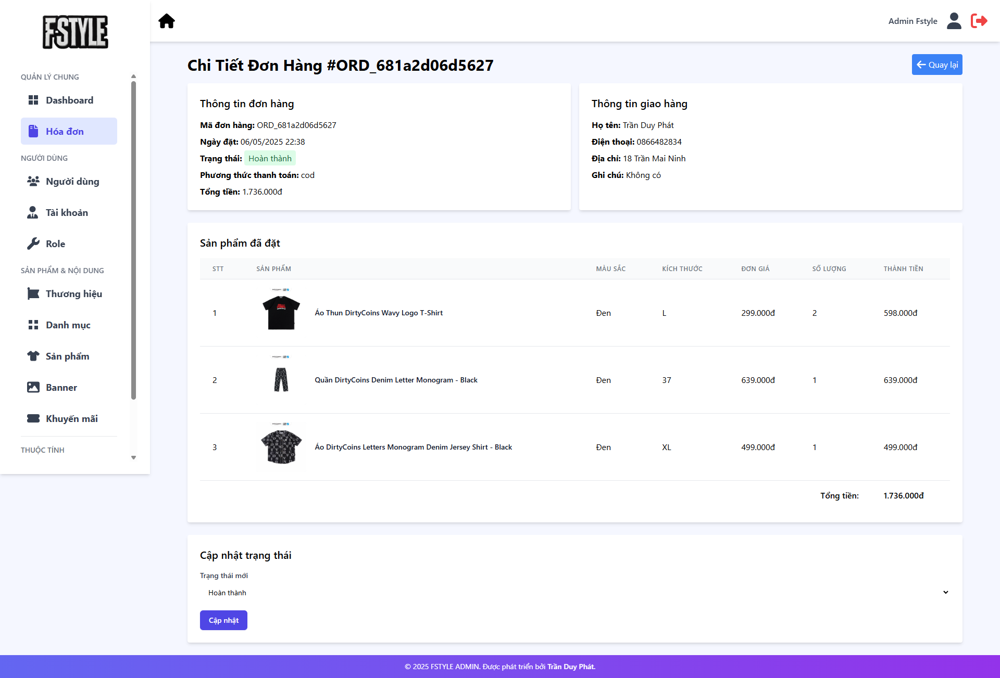 FSTYLE
Admin Fstyle
QUẢN LÝ CHUNG
Dashboard
Hóa đơn
NGƯỜI DÙNG
Người dùng
Tài khoản
Role
SẢN PHẨM & NỘI DUNG
Thương hiệu
Danh mục
Sản phẩm
Banner
Khuyến mãi
THUỘC TÍNH
Chi Tiết Đơn Hàng #ORD_681a2d06d5627
Quay lại
Thông tin đơn hàng
Mã đơn hàng: ORD_681a2d06d5627
Ngày đặt: 06/05/2025 22:38
Trạng thái: Hoàn thành
Phương thức thanh toán: cod
Tổng tiền: 1.736.000đ
Thông tin giao hàng
Họ tên: Trần Duy Phát
Điện thoại: 0866482834
Địa chỉ: 18 Trần Mai Ninh
Ghi chú: Không có
Sản phẩm đã đặt
STT SẢN PHẨM MÀU SẮC KÍCH THƯỚC ĐƠN GIÁ SỐ LƯỢNG THÀNH TIỀN
1 Áo Thun DirtyCoins Wavy Logo T-Shirt Đen L 299.000đ 2 598.000đ
2 Quần DirtyCoins Denim Letter Monogram - Black Đen 37 639.000đ 1 639.000đ
3 Áo DirtyCoins Letters Monogram Denim Jersey Shirt - Black Đen XL 499.000đ 1 499.000đ
Tổng tiền: 1.736.000đ
Cập nhật trạng thái
Trạng thái mới
Hoàn thành
Cập nhật
© 2025 FSTYLE ADMIN. Được phát triển bởi Trần Duy Phát.